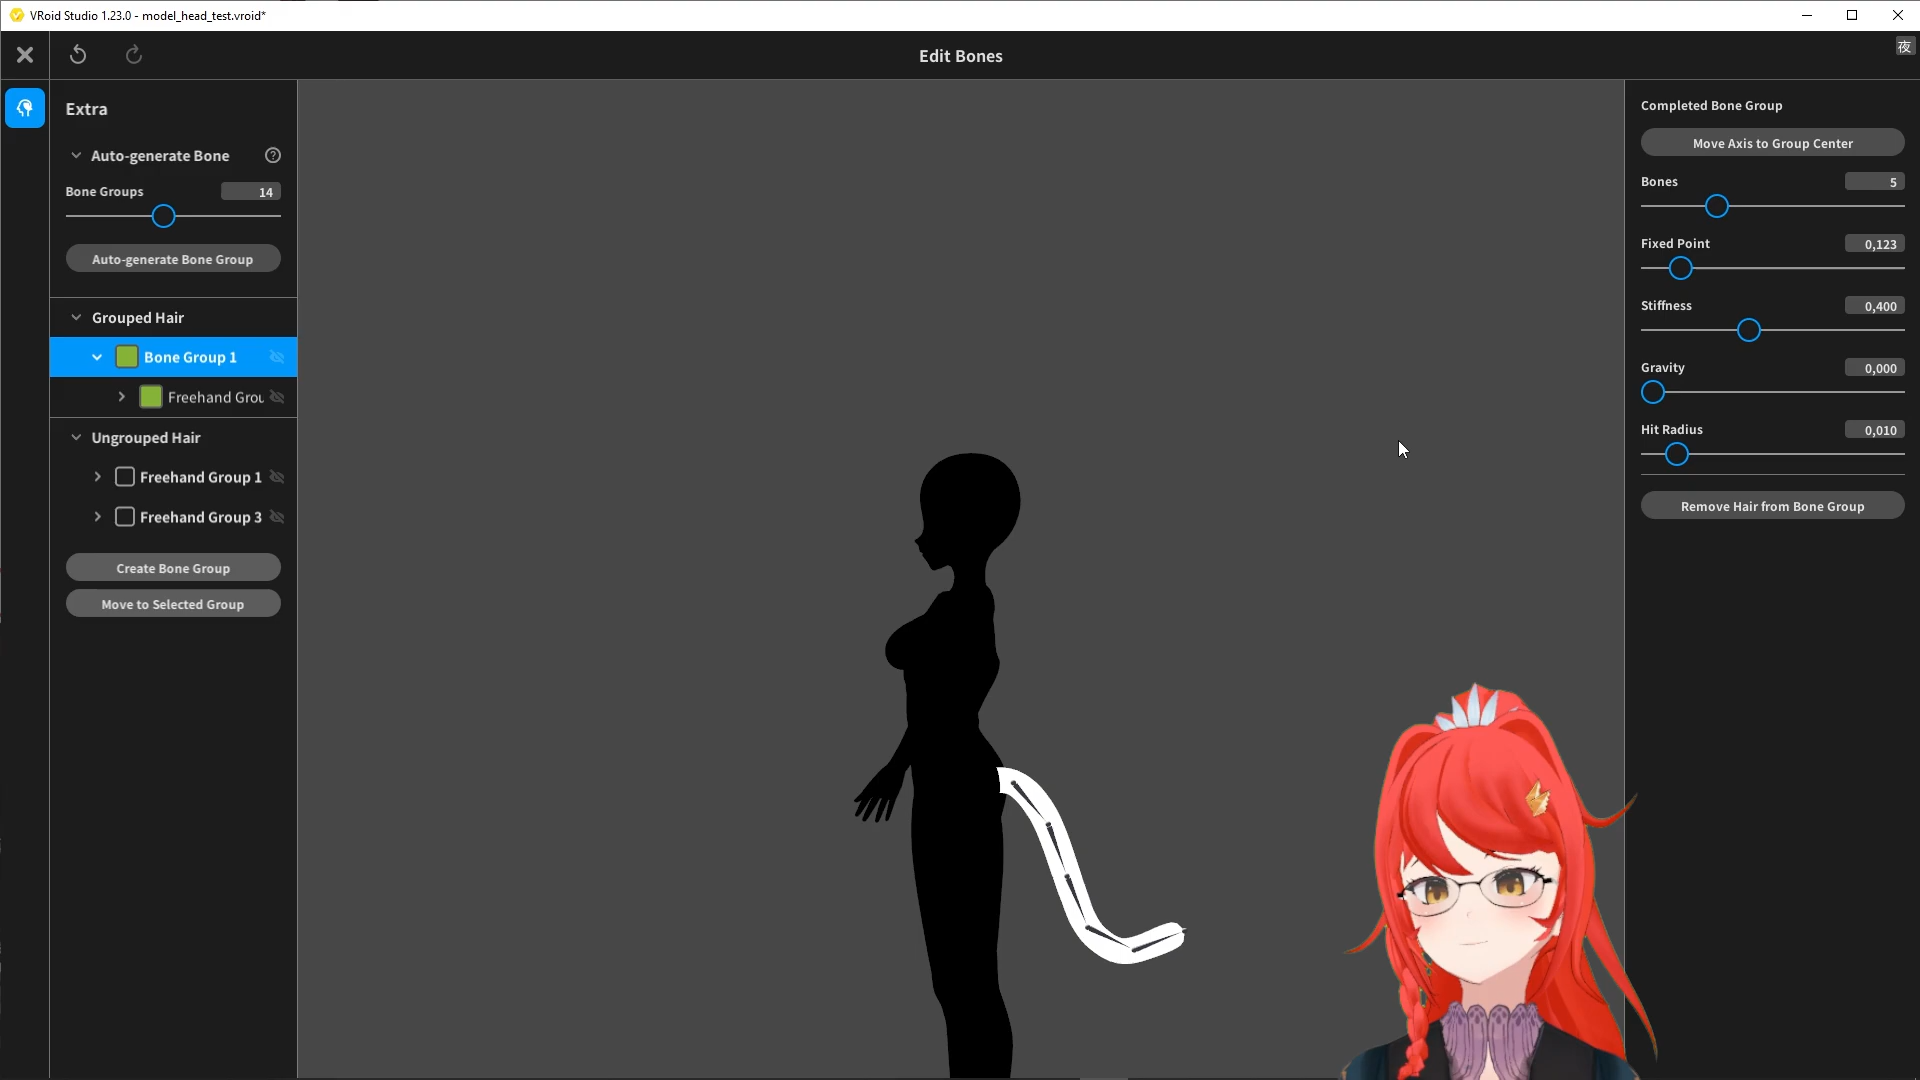 VRoid Studio 1.23.0 - model_head_test.vroid*
Edit Bones
夜
Extra
Auto-generate Bone
Bone Groups 14
Auto-generate Bone Group
Grouped Hair
Bone Group 1
Freehand Grou
Ungrouped Hair
Freehand Group 1
Freehand Group 3
Create Bone Group
Move to Selected Group
Completed Bone Group
Move Axis to Group Center
Bones 5
Fixed Point 0,123
Stiffness 0,400
Gravity 0,000
Hit Radius 0,010
Remove Hair from Bone Group